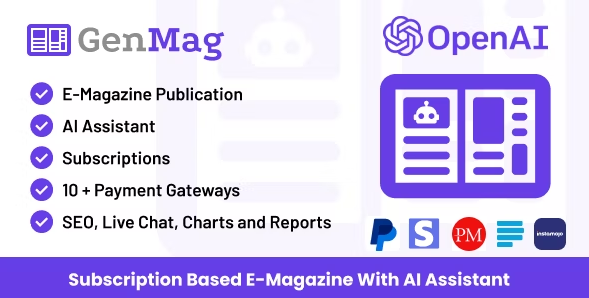 GenMag
OpenAI
E-Magazine Publication
AI Assistant
Subscriptions
10 + Payment Gateways
SEO, Live Chat, Charts and Reports
S
PM
instamojo
Subscription Based E-Magazine With AI Assistant